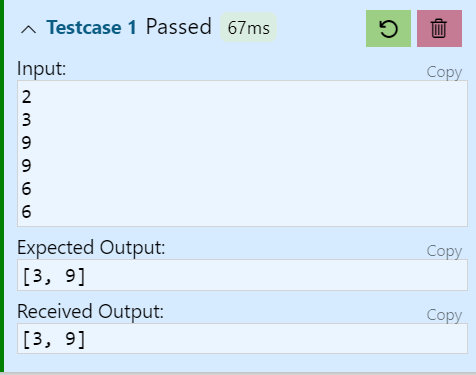 Testcase 1 Passed 67ms
Input:
Copy
2
3
9
9
6
6
Expected Output:
Copy
[3, 9]
Received Output:
Copy
[3, 9]